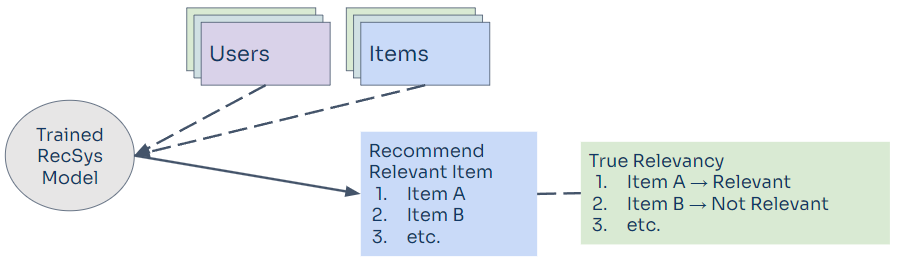 Users
Items
Trained
RecSys
Model
Recommend
Relevant Item
1. Item A
2. Item B
3. etc.
True Relevancy
1. Item A → Relevant
2. Item B → Not Relevant
3. etc.